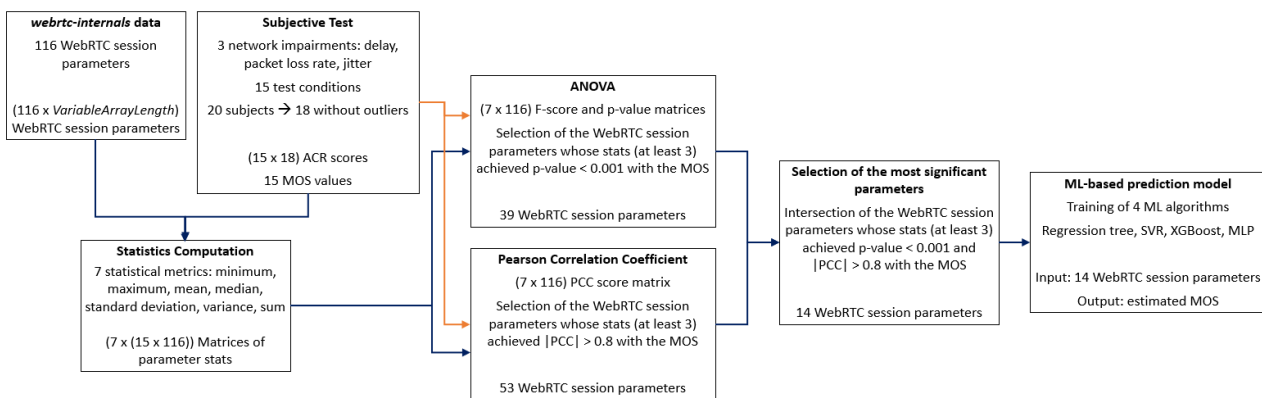 webrtc-internals data
116 WebRTC session
parameters
(116 x VariableArrayLength)
WebRTC session parameters
Subjective Test
3 network impairments: delay,
packet loss rate, jitter
15 test conditions
20 subjects → 18 without outliers
(15 x 18) ACR scores
15 MOS values
Statistics Computation
7 statistical metrics: minimum,
maximum, mean, median,
standard deviation, variance, sum
(7 x (15 x 116)) Matrices of
parameter stats
ANOVA
(7 x 116) F-score and p-value matrices
Selection of the WebRTC session
parameters whose stats (at least 3)
achieved p-value < 0.001 with the MOS
39 WebRTC session parameters
Pearson Correlation Coefficient
(7 x 116) PCC score matrix
Selection of the WebRTC session
parameters whose stats (at least 3)
achieved |PCC| > 0.8 with the MOS
53 WebRTC session parameters
Selection of the most significant
parameters
Intersection of the WebRTC session
parameters whose stats (at least 3)
achieved p-value < 0.001 and
|PCC| > 0.8 with the MOS
14 WebRTC session parameters
ML-based prediction model
Training of 4 ML algorithms
Regression tree, SVR, XGBoost, MLP
Input: 14 WebRTC session parameters
Output: estimated MOS